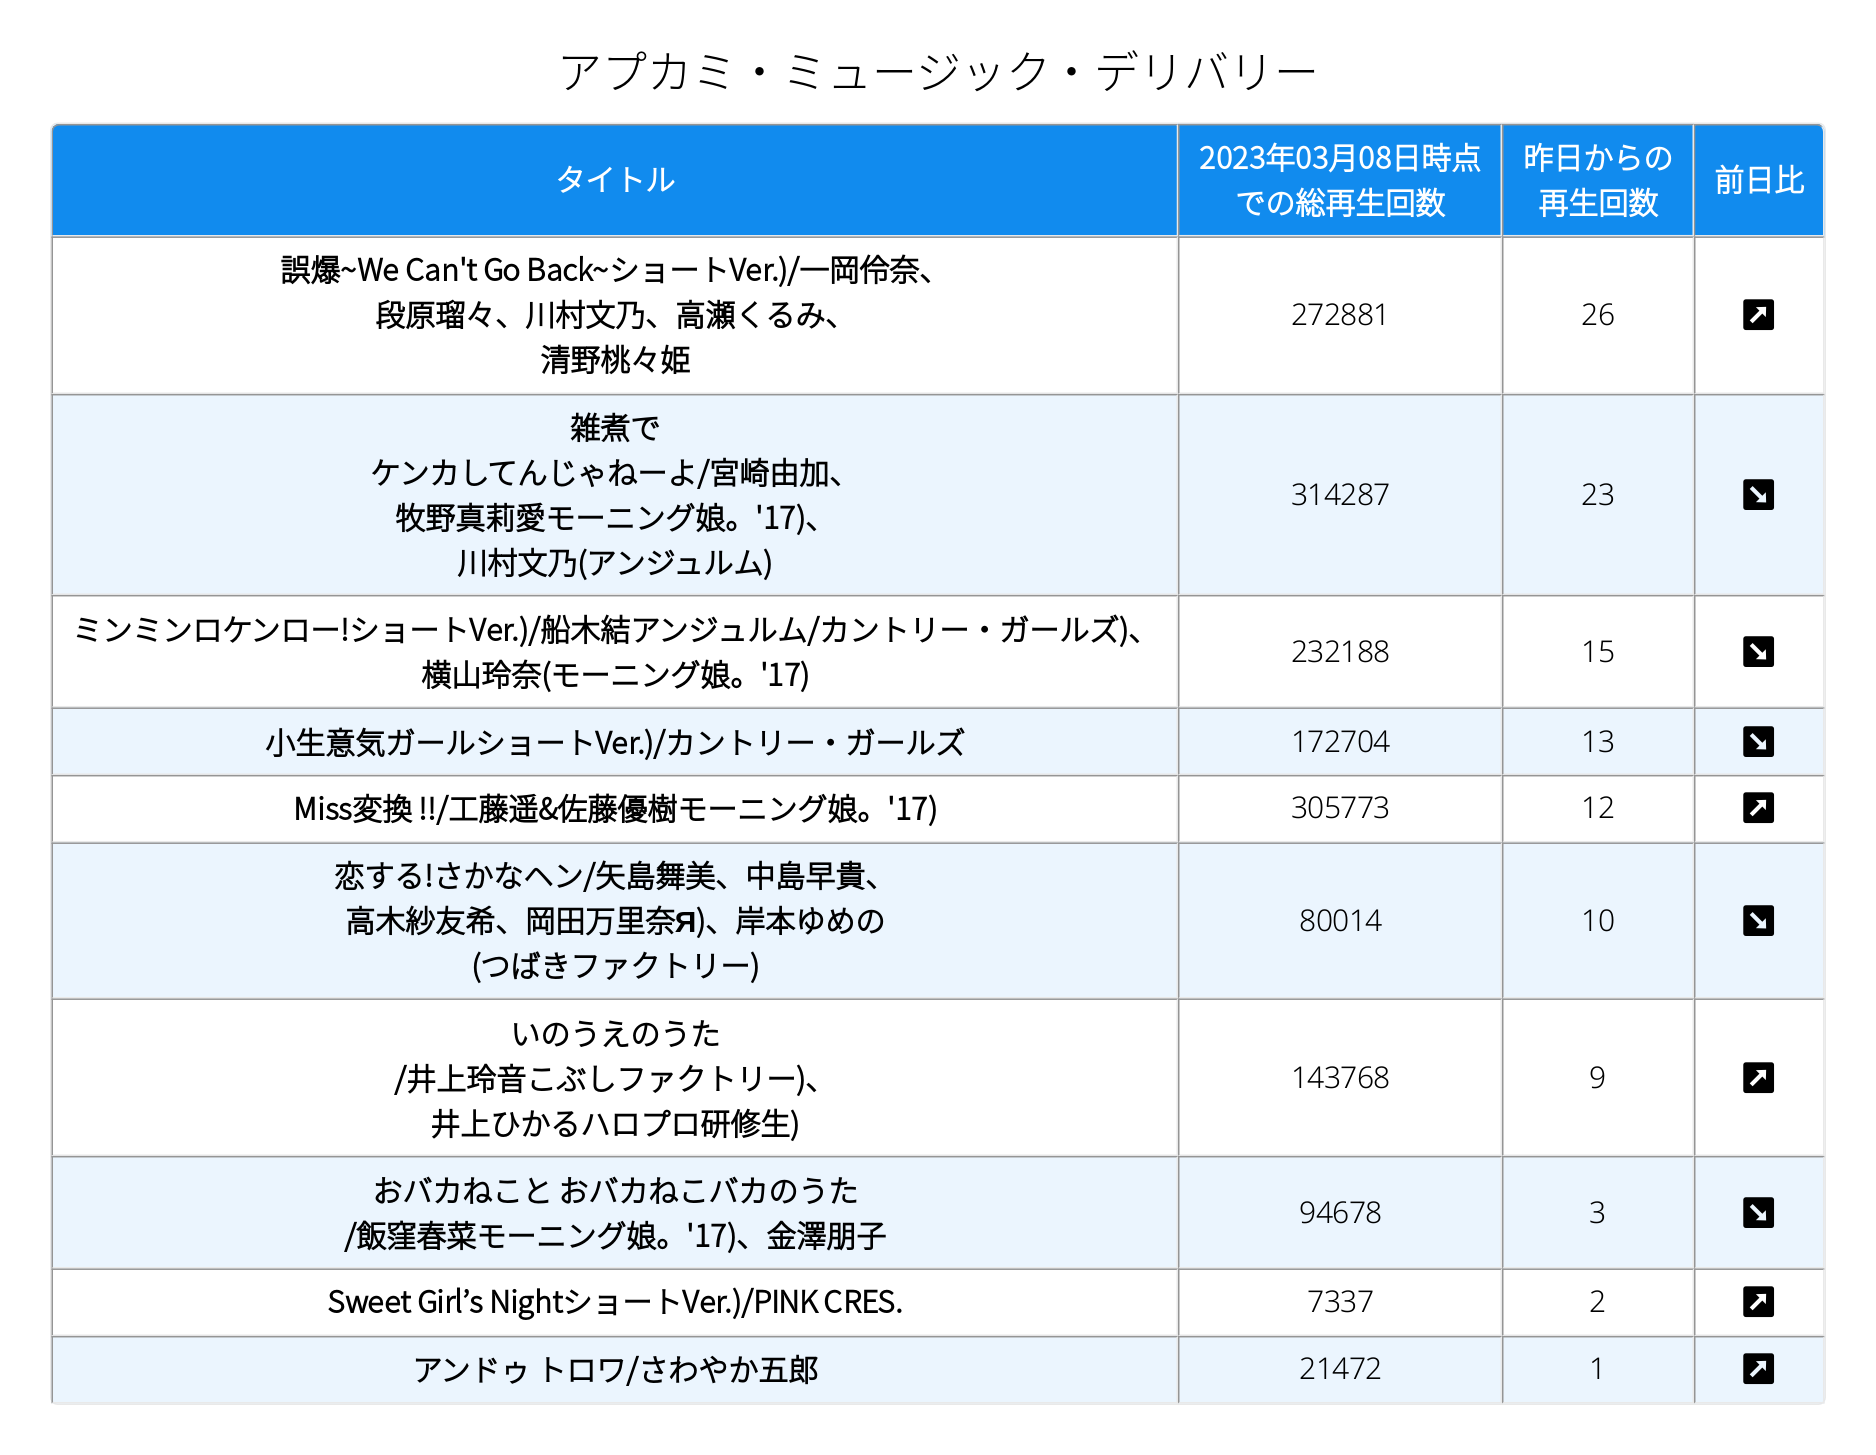 アプカミ・ミュージック・デリバリー
タイトル
2023年03月08日時点
での総再生回数
昨日からの
再生回数
前日比
誤爆~We Can't Go Back~ショートVer.)/一岡伶奈、
段原瑠々、川村文乃、高瀬くるみ、
清野桃々姫
272881
26
雑煮で
ケンカしてんじゃねーよ/宮崎由加、
牧野真莉愛モーニング娘。'17)、
川村文乃(アンジュルム)
314287
23
ミンミンロケンロー!ショートVer.)/船木結アンジュルム/カントリー・ガールズ)、
横山玲奈(モーニング娘。'17)
232188
15
小生意気ガールショートVer.)/カントリー・ガールズ
172704
13
Miss変換 !!/工藤遥&佐藤優樹モーニング娘。'17)
305773
12
恋する!さかなヘン/矢島舞美、中島早貴、
高木紗友希、岡田万里奈Я)、岸本ゆめの
(つばきファクトリー)
80014
10
いのうえのうた
/井上玲音こぶしファクトリー)、
井上ひかるハロプロ研修生)
143768
9
おバカねこと おバカねこバカのうた
/飯窪春菜モーニング娘。'17)、金澤朋子
94678
3
Sweet Girl’s NightショートVer.)/PINK CRES.
7337
2
アンドゥ トロワ/さわやか五郎
21472
1